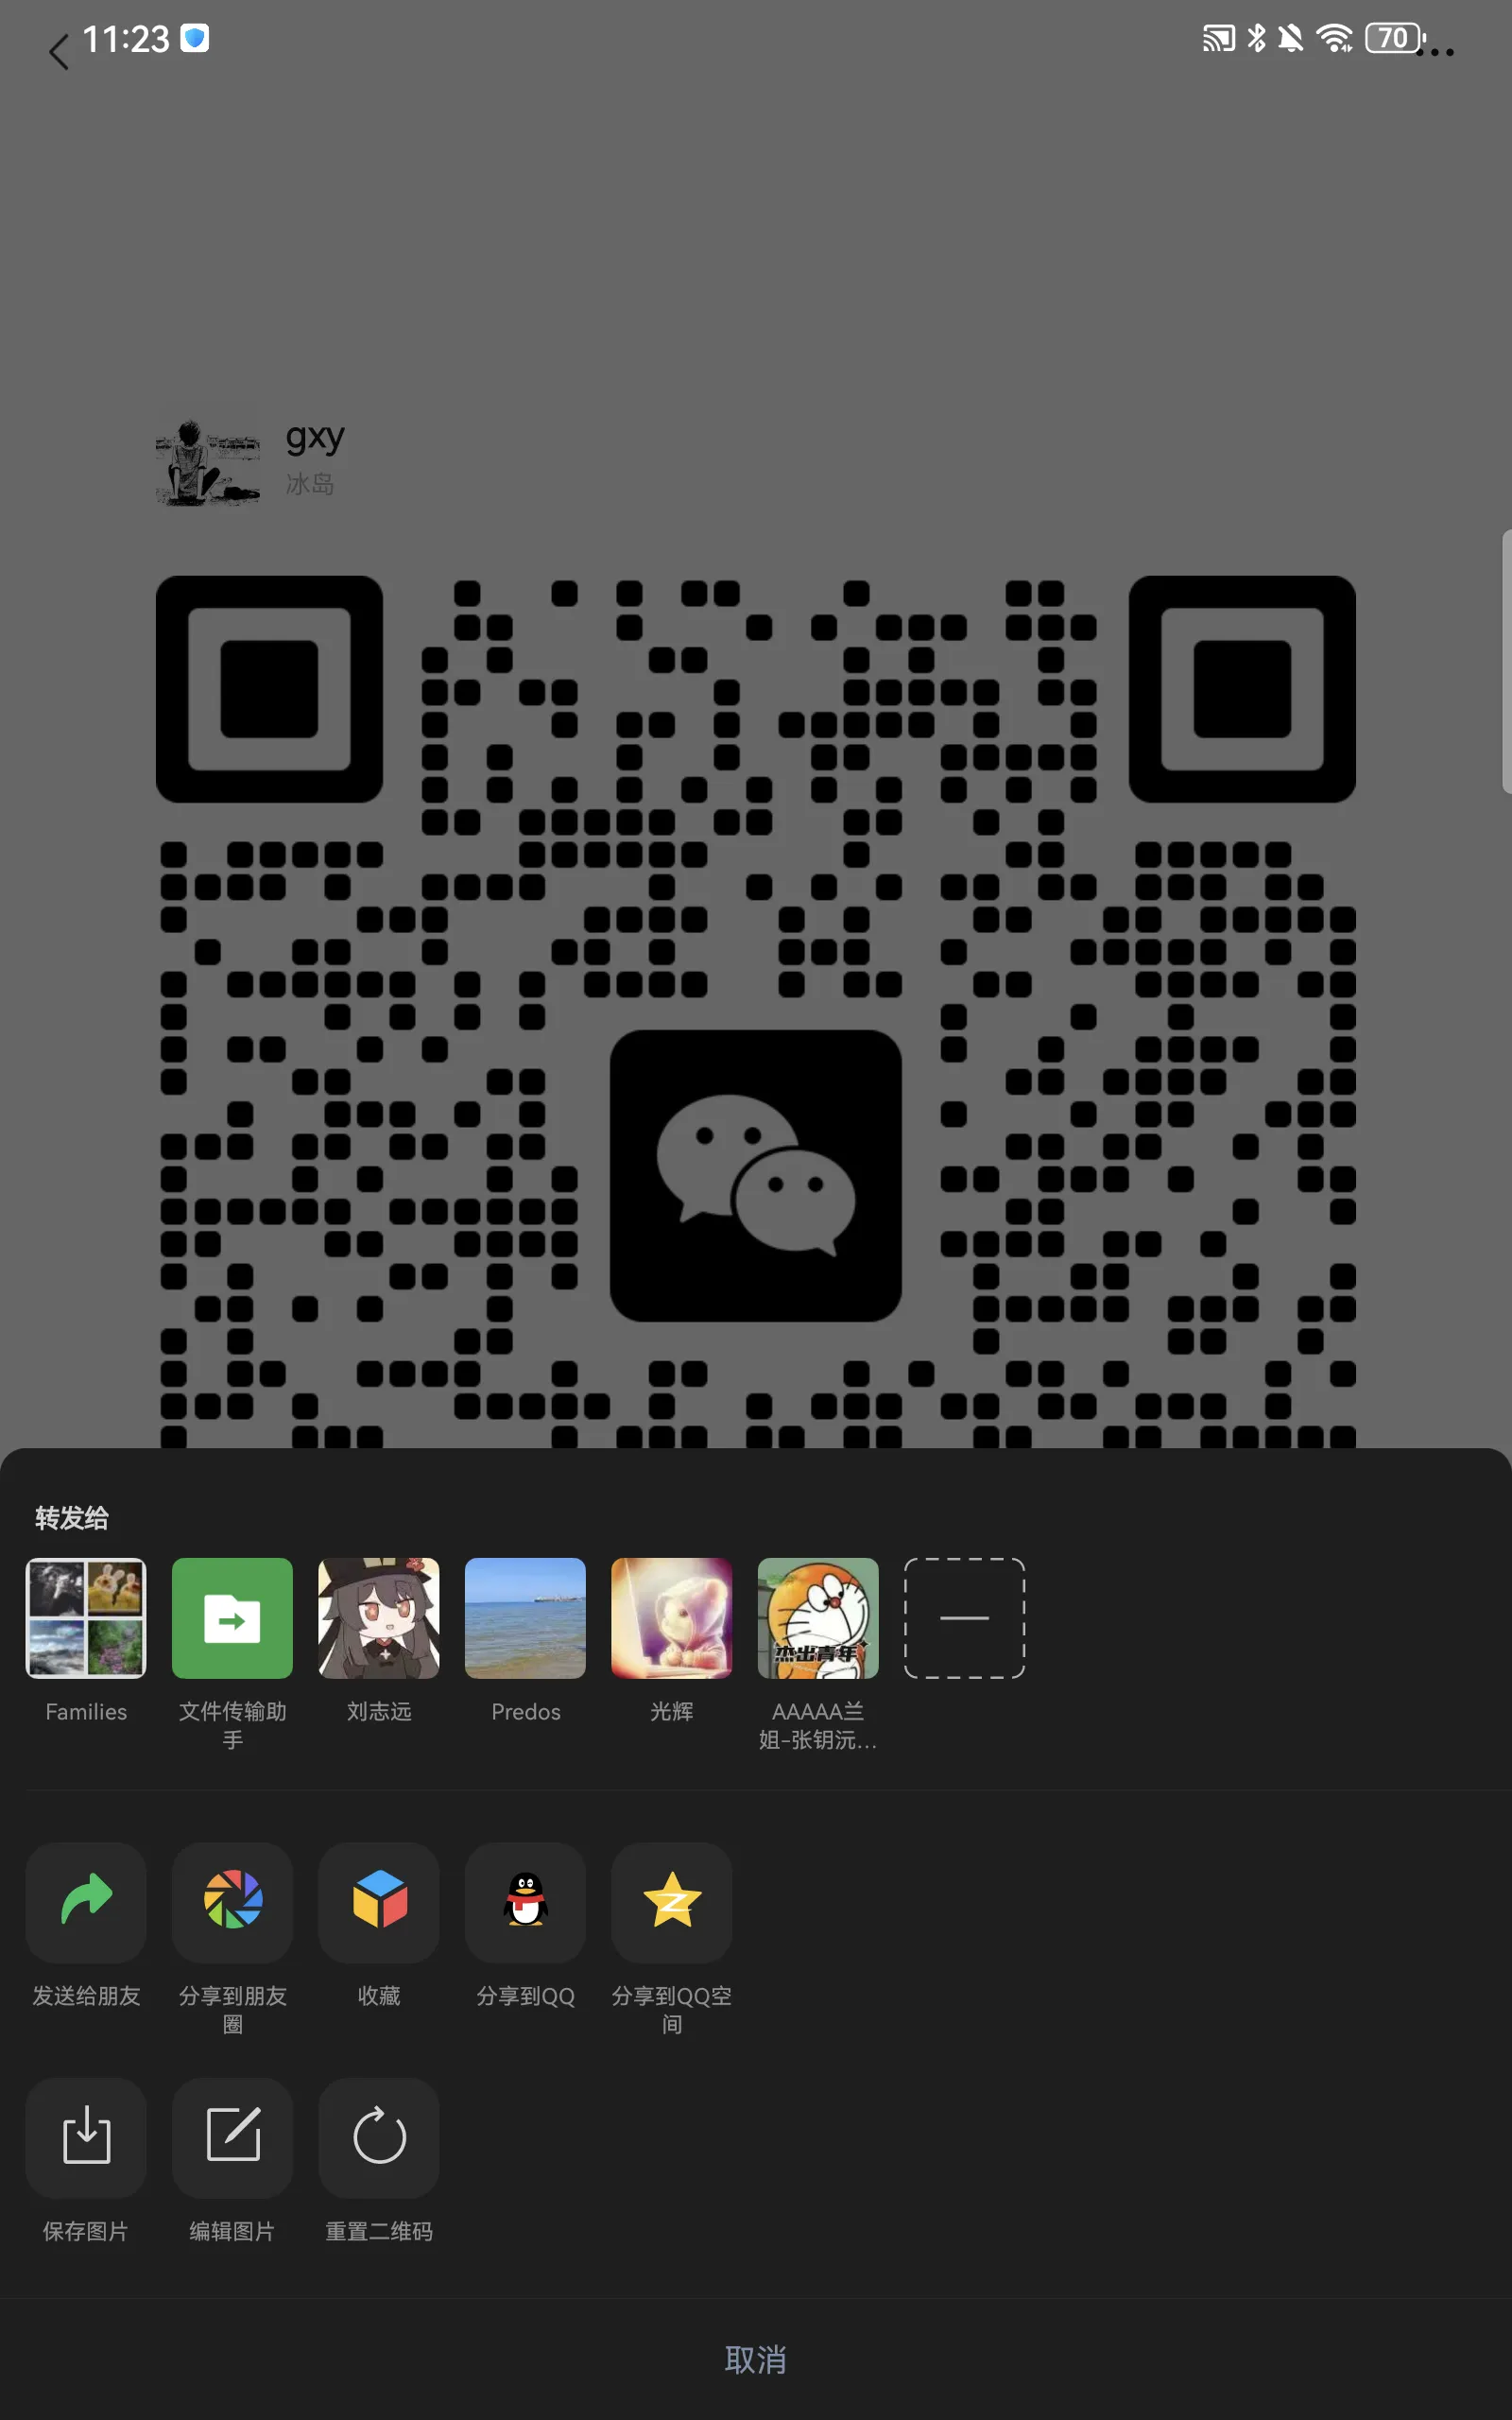 11:23
70
gxy
冰岛
转发给
Families
文件传输助
手
刘志远
Predos
光辉
杰出青年
AAAAA兰
姐-张钥沅...
发送给朋友
分享到朋友
圈
收藏
分享到QQ
分享到QQ空
间
保存图片
编辑图片
重置二维码
取消